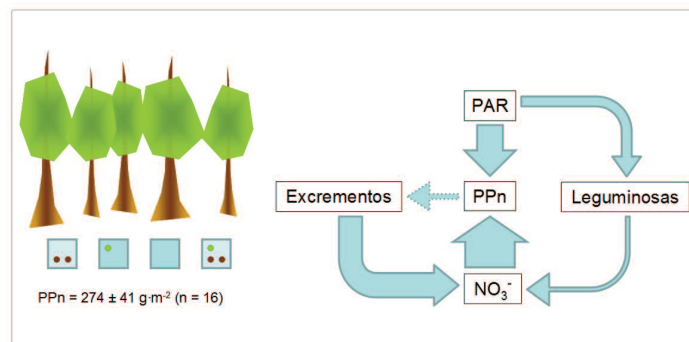 PAR
Excrementos
PPn
Leguminosas
NO₃⁻
PPn = 274 ± 41 g·m⁻² (n = 16)